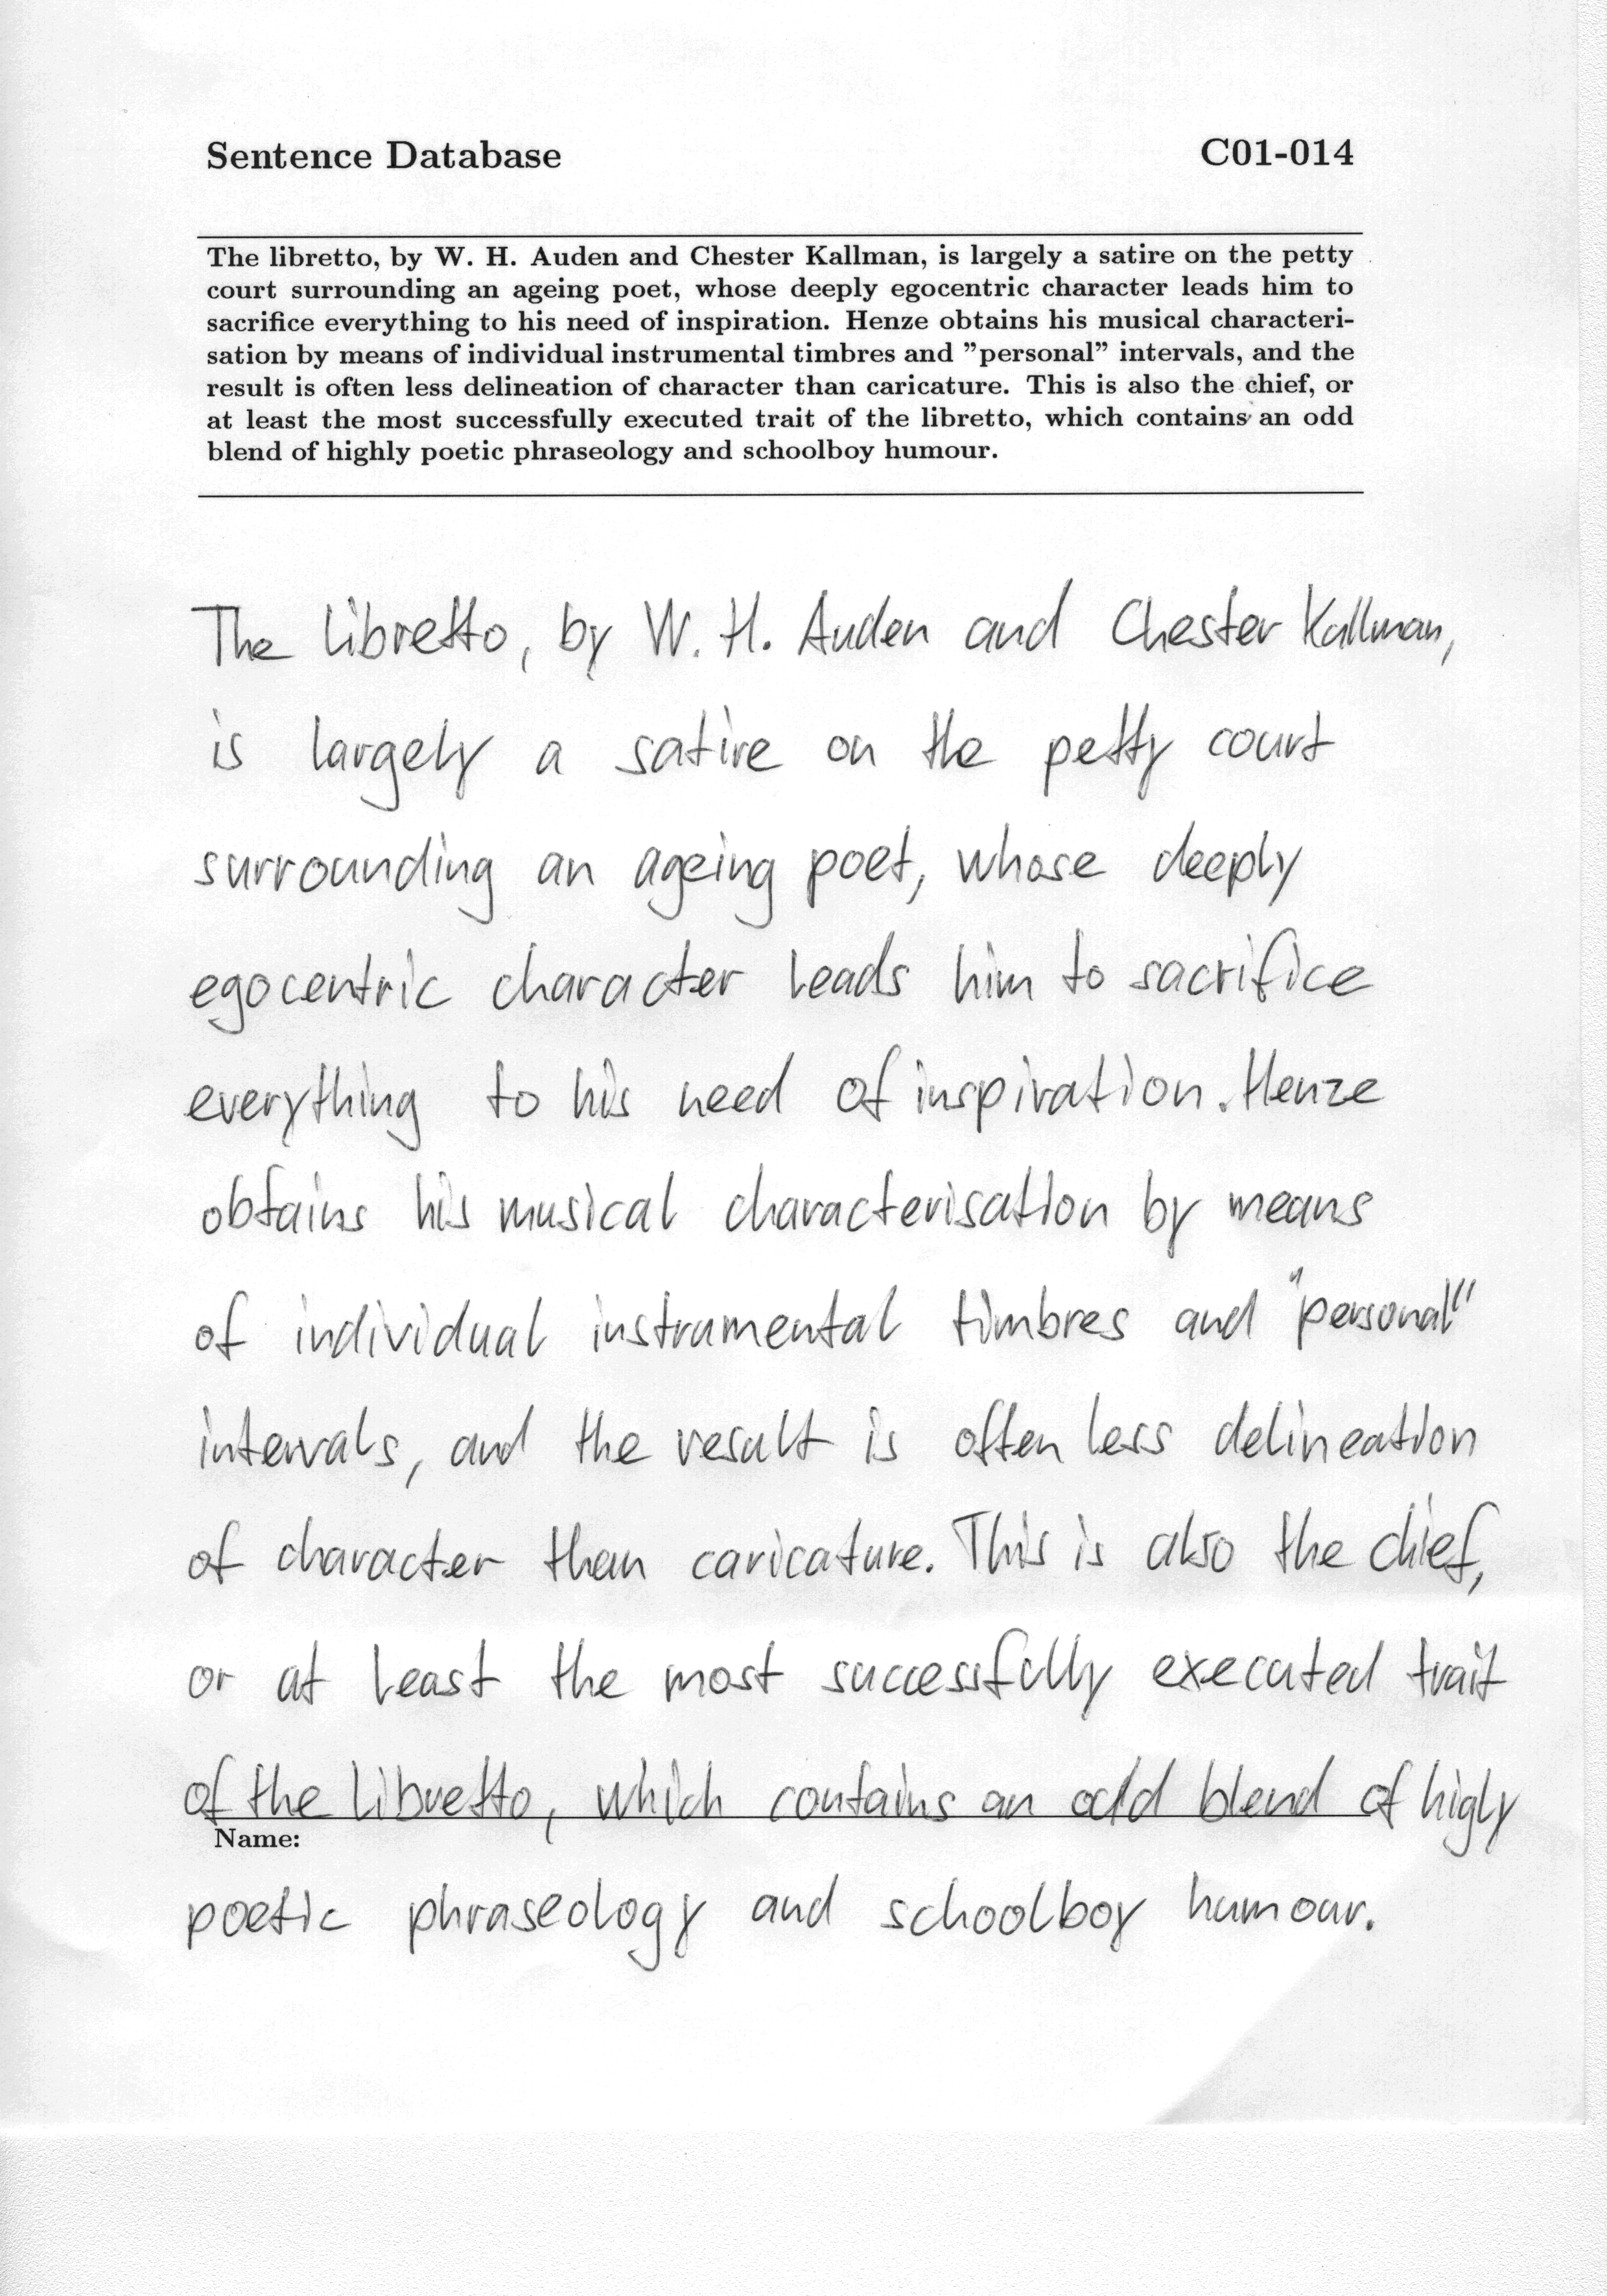 Sentence Database C01-014
The libretto, by W. H. Auden and Chester Kallman, is largely a satire on the petty
court surrounding an ageing poet, whose deeply egocentric character leads him to
sacrifice everything to his need of inspiration. Henze obtains his musical characteri-
sation by means of individual instrumental timbres and ”personal” intervals, and the
result is often less delineation of character than caricature. This is also the chief, or
at least the most successfully executed trait of the libretto, which contains an odd
blend of highly poetic phraseology and schoolboy humour.
The libretto, by W. H. Auden and Chester Kallman,
is largely a satire on the petty court
surrounding an ageing poet, whose deeply
egocentric character leads him to sacrifice
everything to his need of inspiration. Henze
obtains his musical characterisation by means
of individual instrumental timbres and "personal"
intervals, and the result is often less delineation
of character than caricature. This is also the chief,
or at least the most successfully executed trait
of the libretto, which contains an odd blend of higly
Name:
poetic phraseology and schoolboy humour.